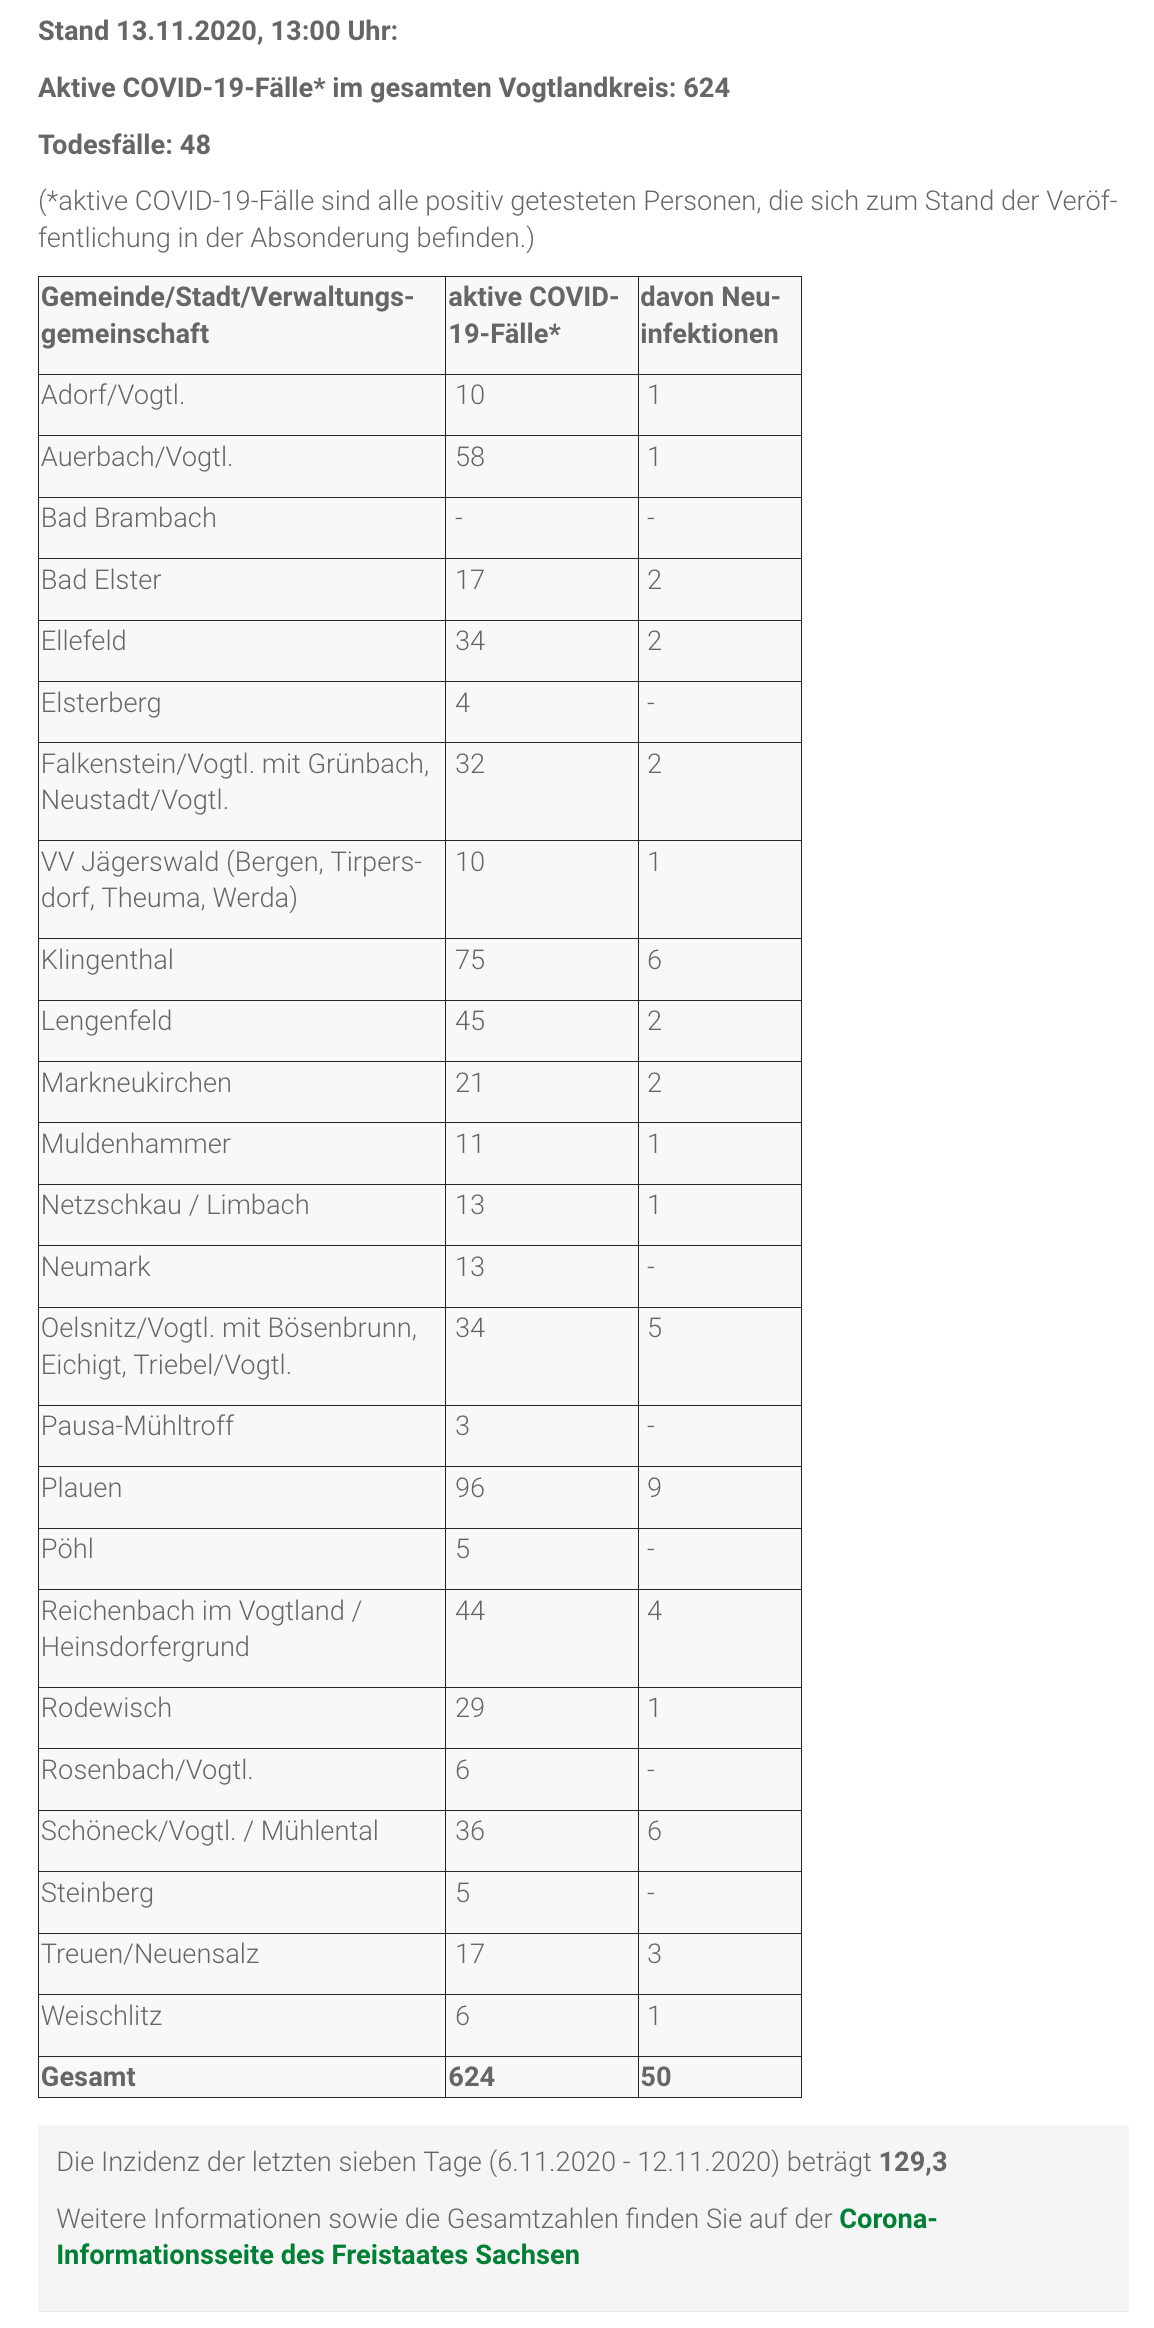 Stand 13.11.2020, 13:00 Uhr:
Aktive COVID-19-Fälle* im gesamten Vogtlandkreis: 624
Todesfälle: 48
(*aktive COVID-19-Fälle sind alle positiv getesteten Personen, die sich zum Stand der Veröf-
fentlichung in der Absonderung befinden.)
Gemeinde/Stadt/Verwaltungs- aktive COVID- davon Neu-
gemeinschaft 19-Fälle* infektionen
Adorf/Vogtl. 10 1
Auerbach/Vogtl. 58 1
Bad Brambach - -
Bad Elster 17 2
Ellefeld 34 2
Elsterberg 4 -
Falkenstein/Vogtl. mit Grünbach, 32 2
Neustadt/Vogtl.
VV Jägerswald (Bergen, Tirpers- 10 1
dorf, Theuma, Werda)
Klingenthal 75 6
Lengenfeld 45 2
Markneukirchen 21 2
Muldenhammer 11 1
Netzschkau / Limbach 13 1
Neumark 13 -
Oelsnitz/Vogtl. mit Bösenbrunn, 34 5
Eichigt, Triebel/Vogtl.
Pausa-Mühltroff 3 -
Plauen 96 9
Pöhl 5 -
Reichenbach im Vogtland / 44 4
Heinsdorfergrund
Rodewisch 29 1
Rosenbach/Vogtl. 6 -
Schöneck/Vogtl. / Mühlental 36 6
Steinberg 5 -
Treuen/Neuensalz 17 3
Weischlitz 6 1
Gesamt 624 50
Die Inzidenz der letzten sieben Tage (6.11.2020 - 12.11.2020) beträgt 129,3
Weitere Informationen sowie die Gesamtzahlen finden Sie auf der Corona-
Informationsseite des Freistaates Sachsen